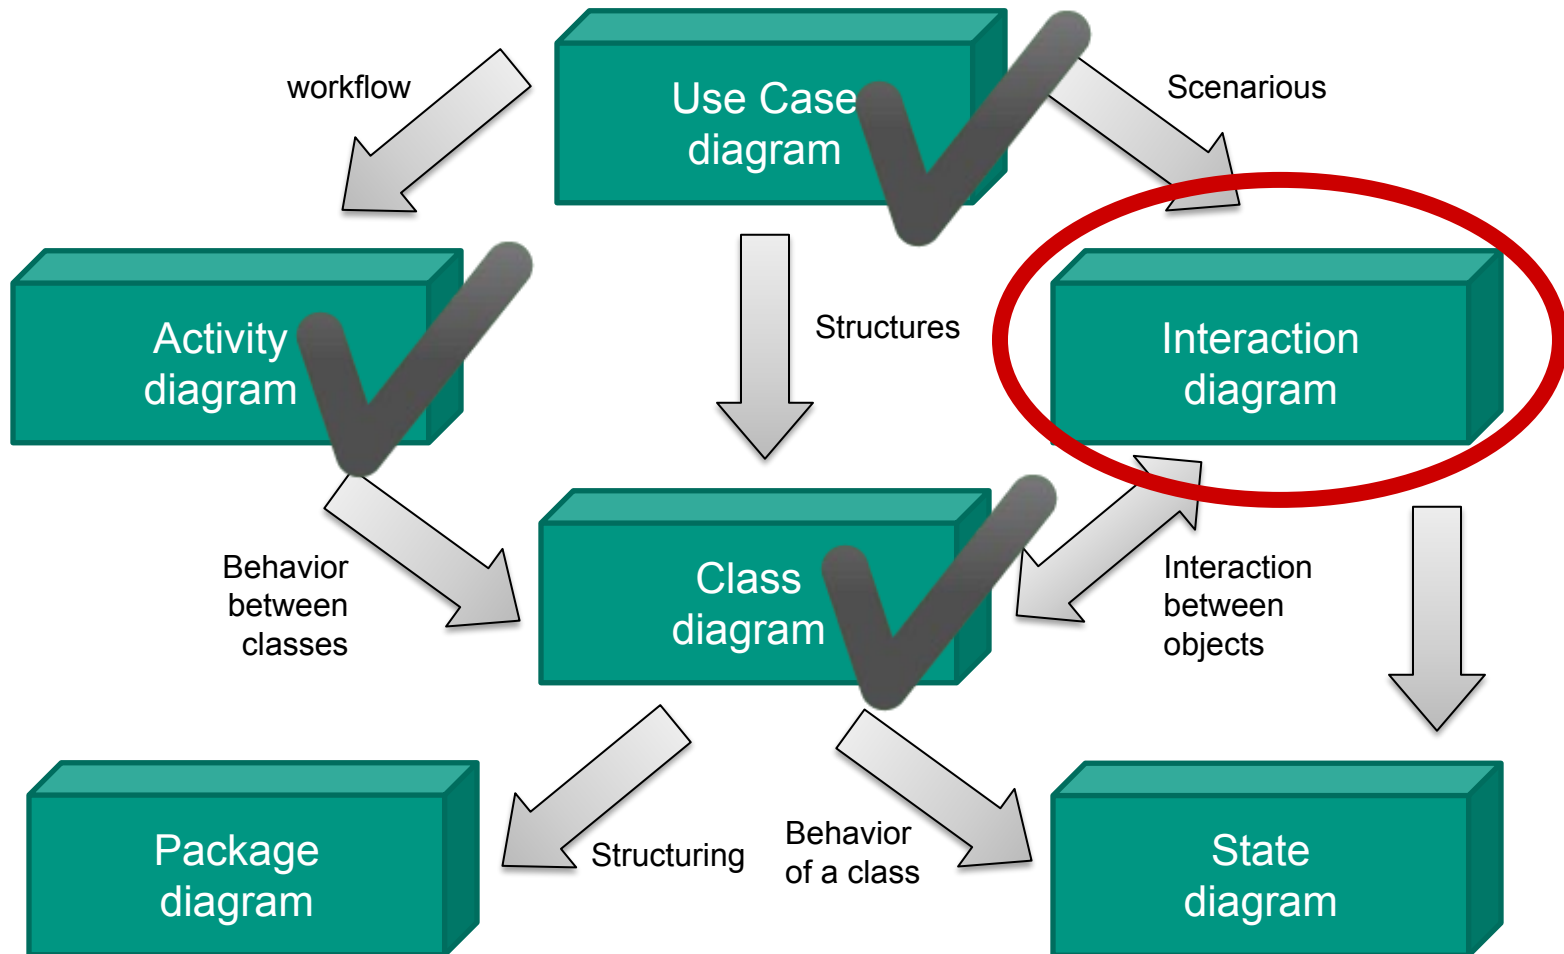 workflow
Use Case
diagram
Scenarious
Activity
diagram
Structures
Interaction
diagram
Behavior
between
classes
Class
diagram
Interaction
between
objects
Package
diagram
Structuring
Behavior
of a class
State
diagram